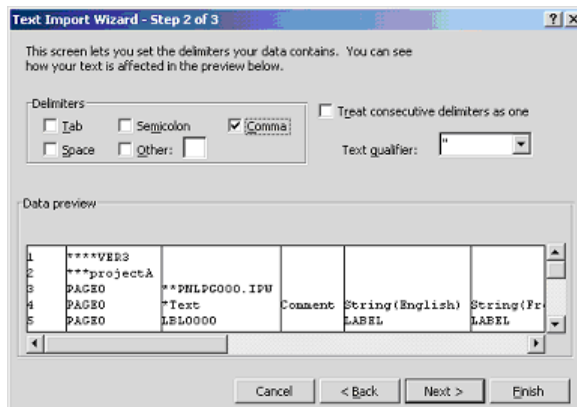 Text Import Wizard - Step 2 of 3
This screen lets you set the delimiters your data contains. You can see
how your text is affected in the preview below.
Delimiters
Tab Semicolon Comma
Space Other:
Treat consecutive delimiters as one
Text qualifier: "
Data preview
1 ****VER3
2 ***projectA
3 PAGE0 **PNLPG000.IPW
4 PAGE0 *Text Comment String(English) String(Fr
5 PAGE0 LBL0000 LABEL LABEL
Cancel < Back Next > Finish